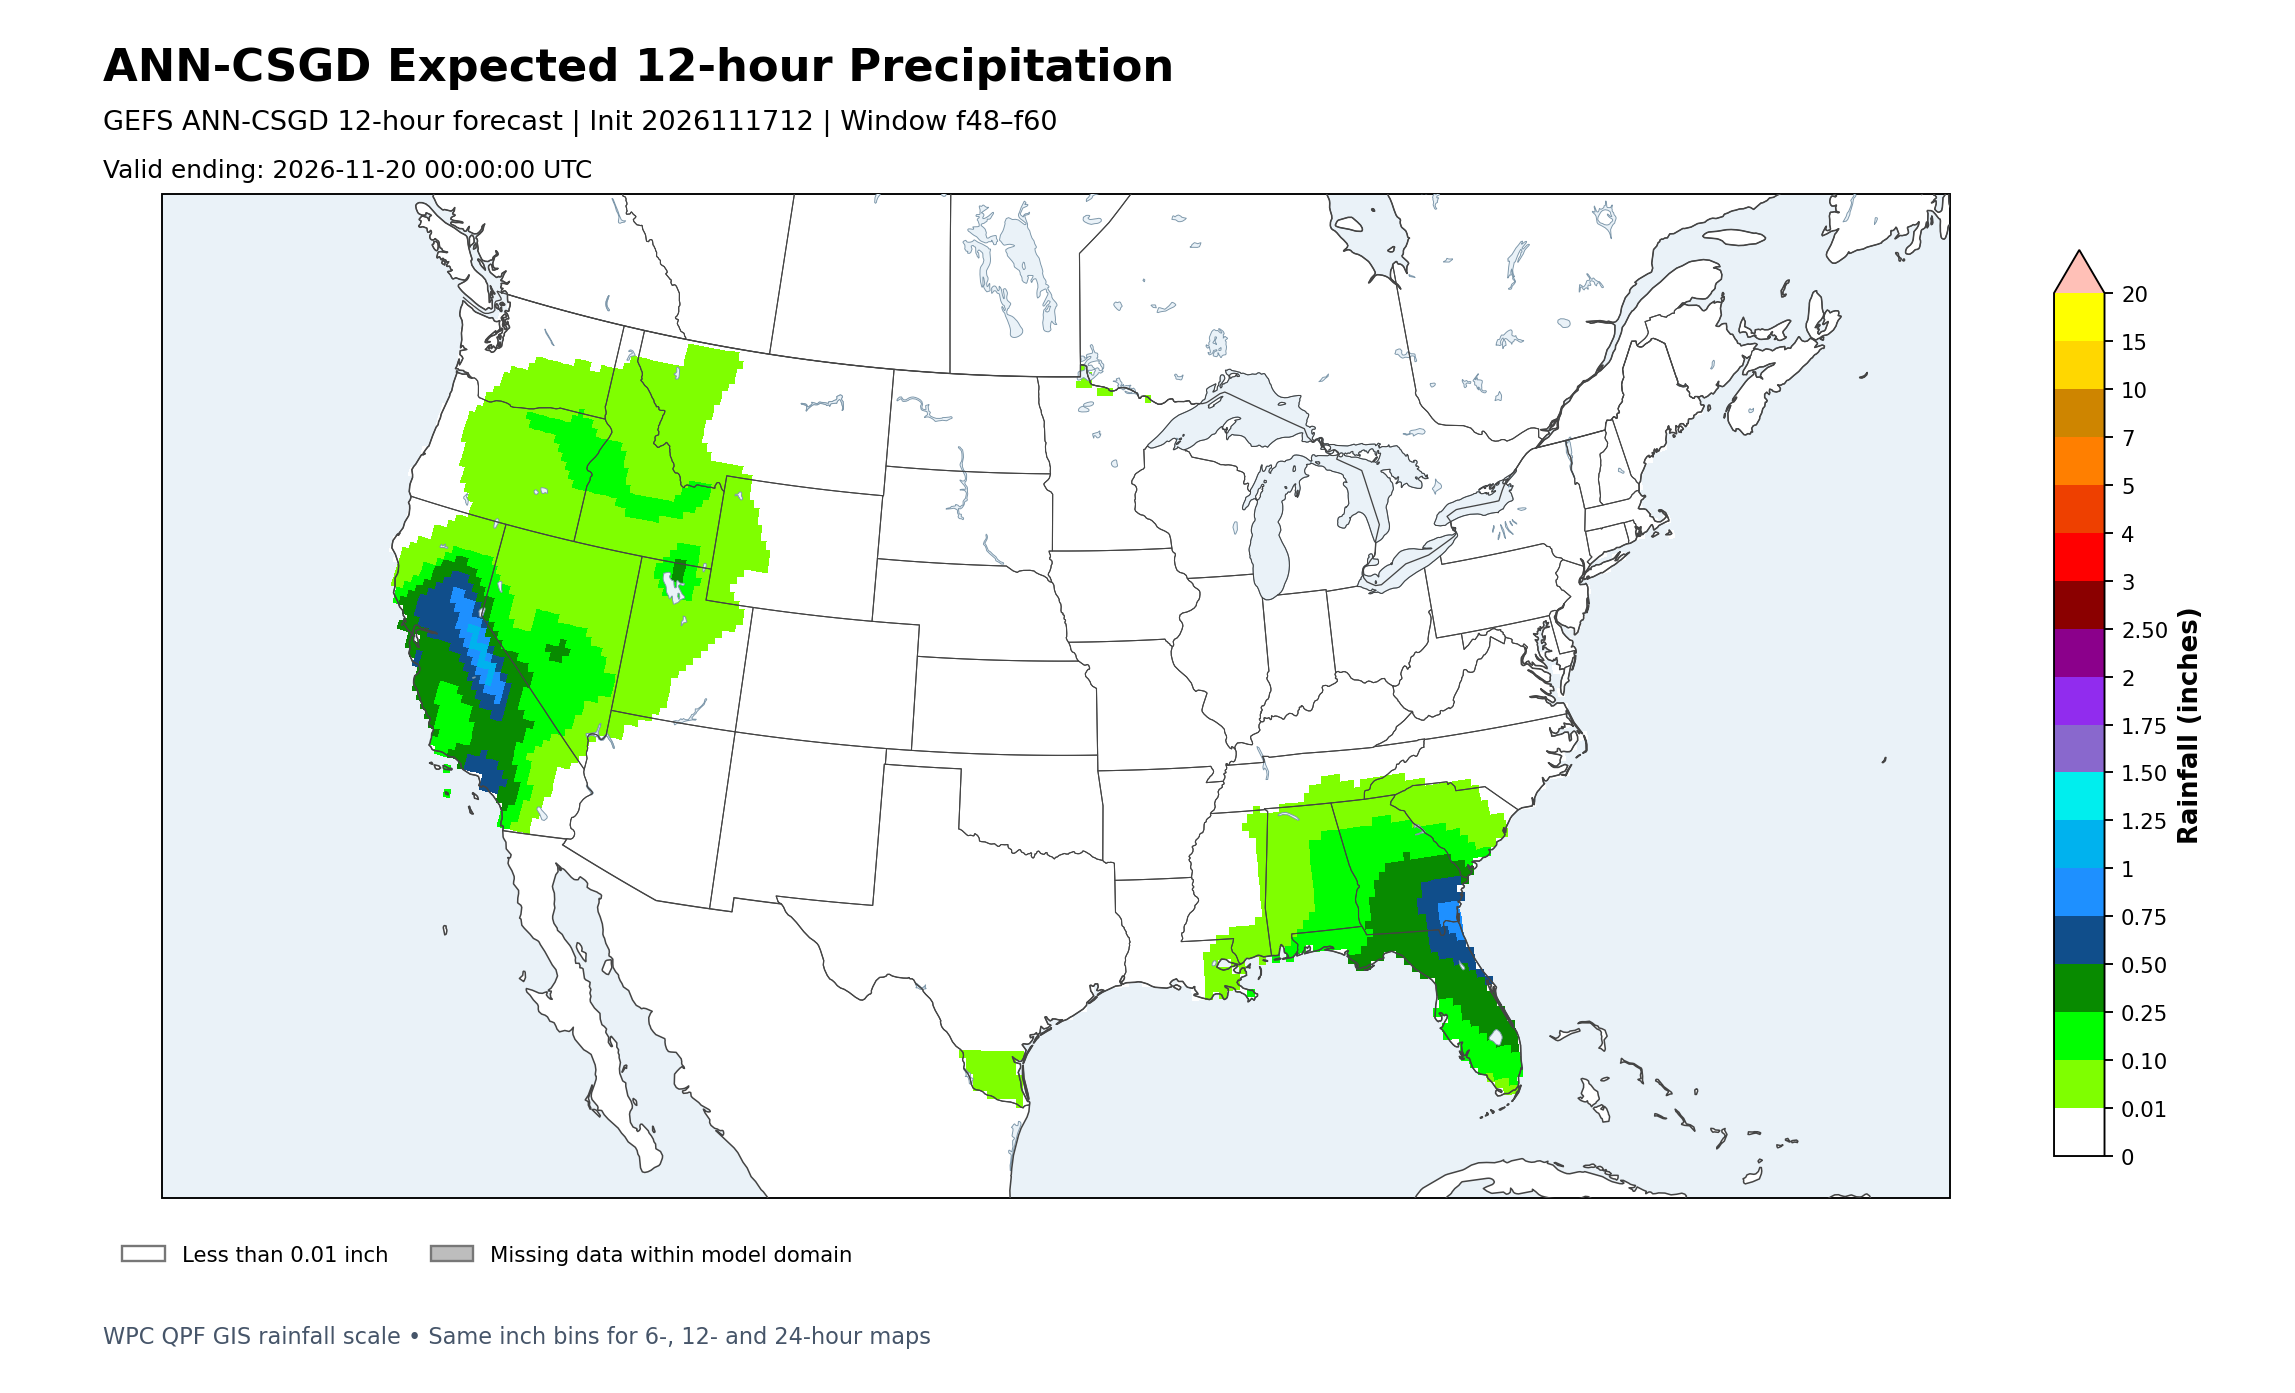 ANN-CSGD Expected 12-hour Precipitation
GEFS ANN-CSGD 12-hour forecast | Init 2026111712 | Window f48–f60
Valid ending: 2026-11-20 00:00:00 UTC
20
15
10
7
5
4
3
2.50
2
1.75
1.50
1.25
1
0.75
0.50
0.25
0.10
0.01
0
Rainfall (inches)
Less than 0.01 inch
Missing data within model domain
WPC QPF GIS rainfall scale • Same inch bins for 6-, 12- and 24-hour maps